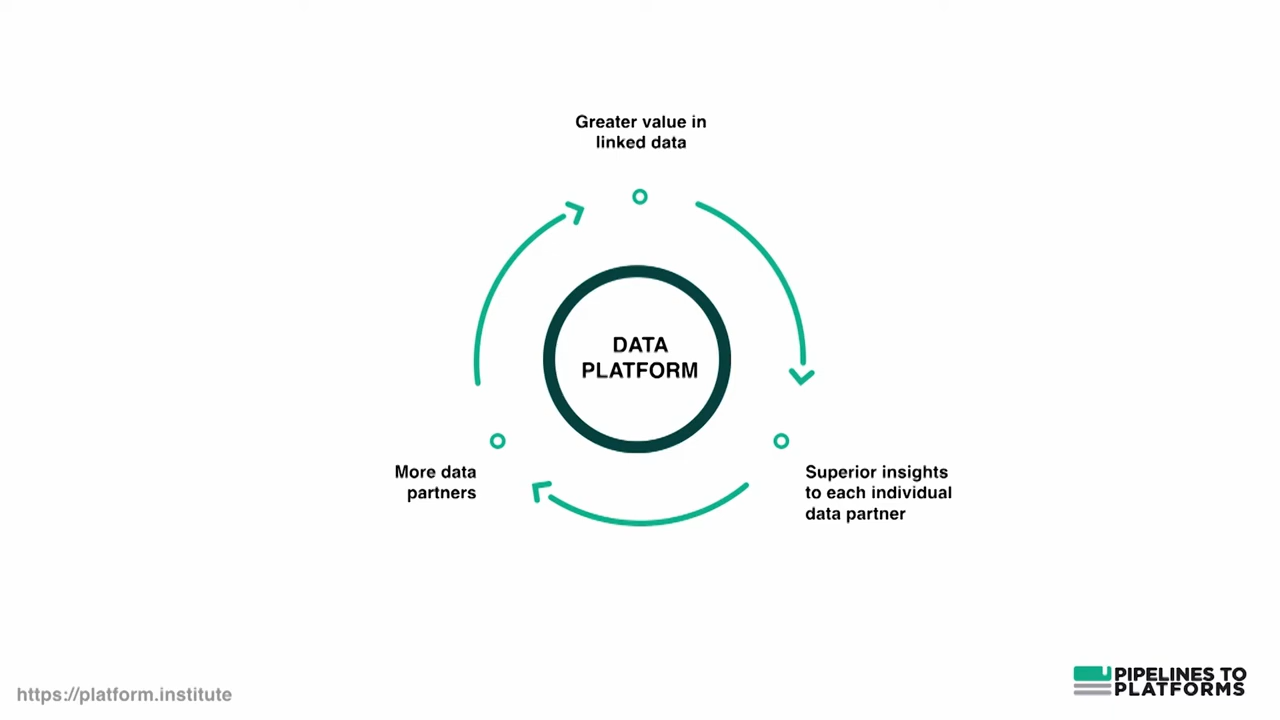 Greater value in
linked data
DATA
PLATFORM
More data
partners
Superior insights
to each individual
data partner
https://platform.institute
PIPELINES TO
PLATFORMS